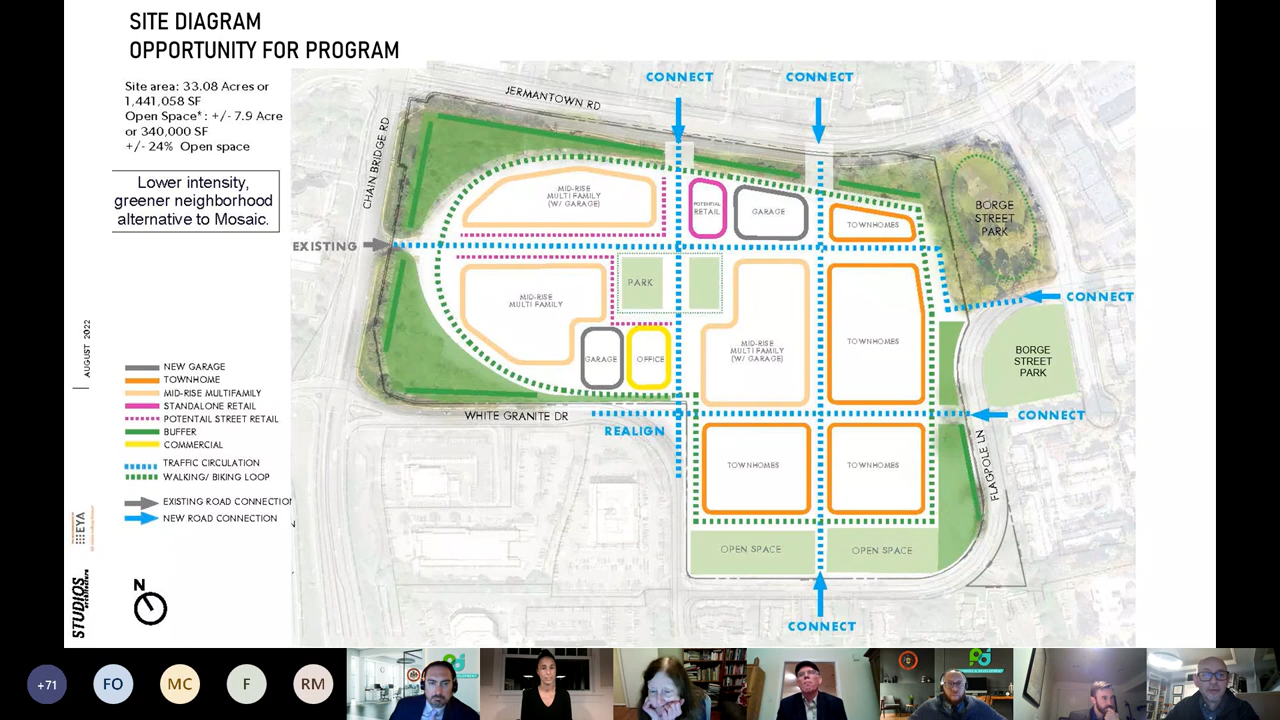 SITE DIAGRAM
OPPORTUNITY FOR PROGRAM
Site area: 33.08 Acres or
1,441,058 SF
Open Space* : +/- 7.9 Acre
or 340,000 SF
+/- 24% Open space
Lower intensity,
greener neighborhood
alternative to Mosaic.
AUGUST 2022
NEW GARAGE
TOWNHOME
MID-RISE MULTIFAMILY
STANDALONE RETAIL
POTENTAIL STREET RETAIL
BUFFER
COMMERCIAL
TRAFFIC CIRCULATION
WALKING/ BIKING LOOP
EXISTING ROAD CONNECTION
NEW ROAD CONNECTION
EYA
STUDIOS
architecture
N
CONNECT
CONNECT
JERMANTOWN RD
CHAIN BRIDGE RD
MID-RISE
MULTI FAMILY
(W/ GARAGE)
POTENTIAL
RETAIL
GARAGE
TOWNHOMES
BORGE
STREET
PARK
EXISTING
PARK
CONNECT
MID-RISE
MULTI FAMILY
GARAGE
OFFICE
MID-RISE
MULTI FAMILY
(W/ GARAGE)
TOWNHOMES
BORGE
STREET
PARK
WHITE GRANITE DR
REALIGN
CONNECT
TOWNHOMES
TOWNHOMES
FLAGPOLE LN
OPEN SPACE
OPEN SPACE
CONNECT
+71
FO
MC
F
RM